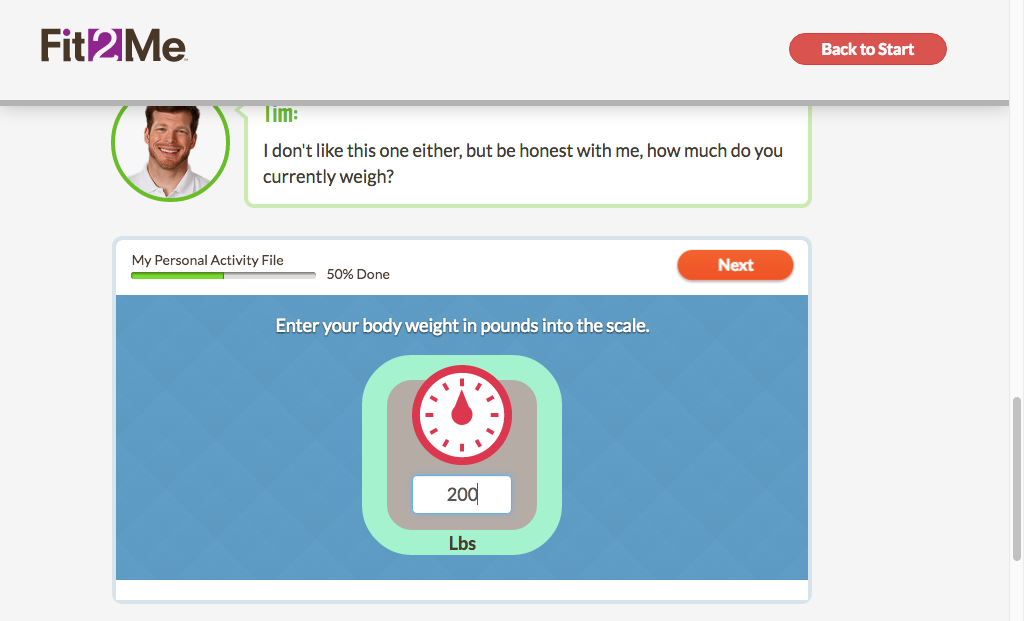 Fit2Me
Back to Start
Tim:
I don't like this one either, but be honest with me, how much do you
currently weigh?
My Personal Activity File
50% Done
Next
Enter your body weight in pounds into the scale.
200
Lbs